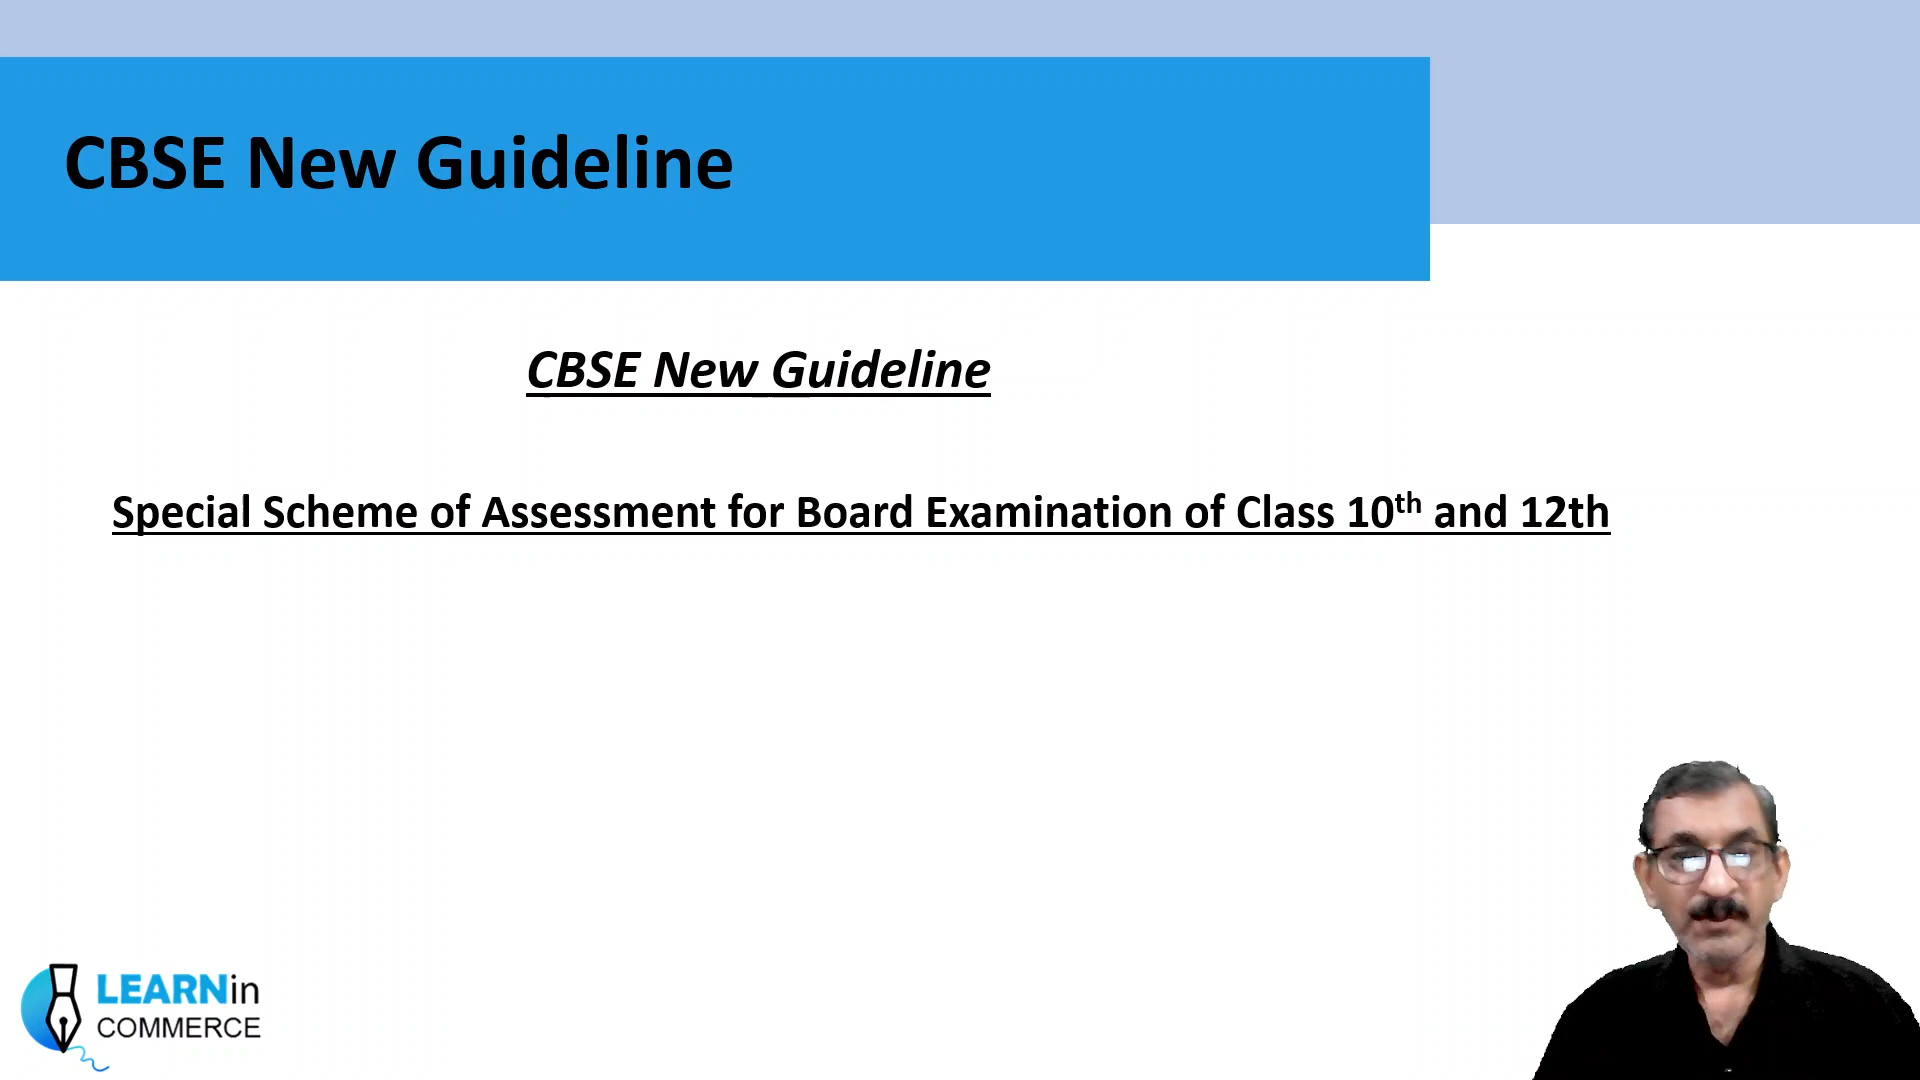 CBSE New Guideline
CBSE New Guideline
Special Scheme of Assessment for Board Examination of Class 10th and 12th
LEARNin
COMMERCE